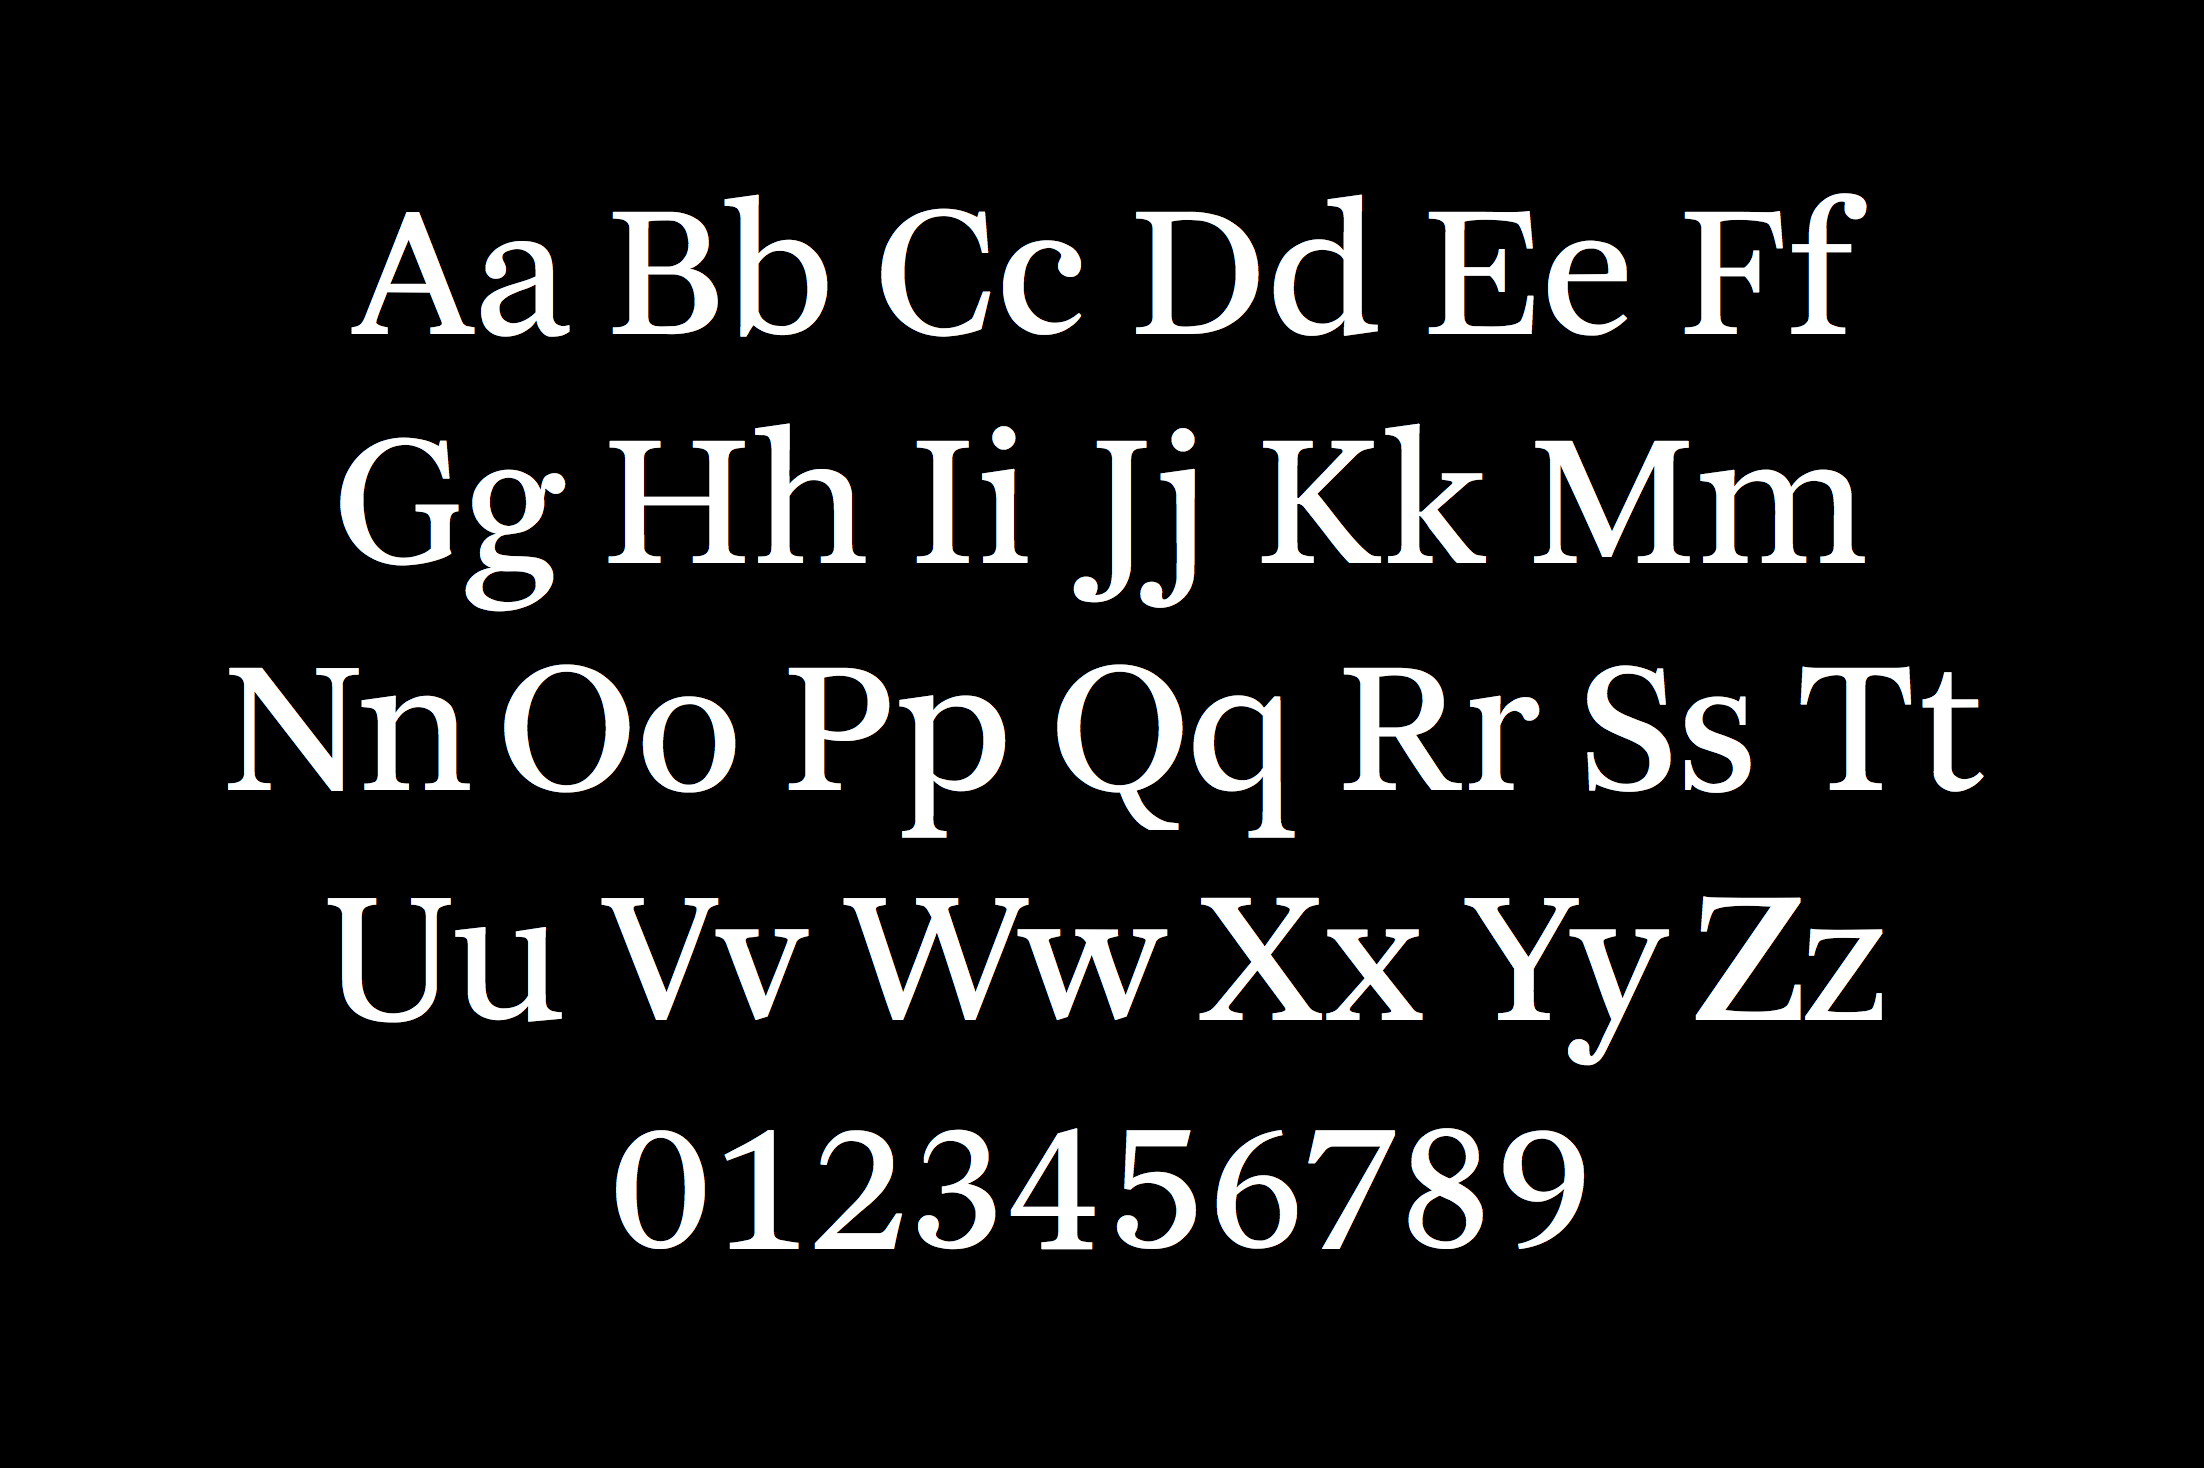 Aa Bb Cc Dd Ee Ff
Gg Hh Ii Jj Kk Mm
Nn Oo Pp Qq Rr Ss Tt
Uu Vv Ww Xx Yy Zz
0123456789